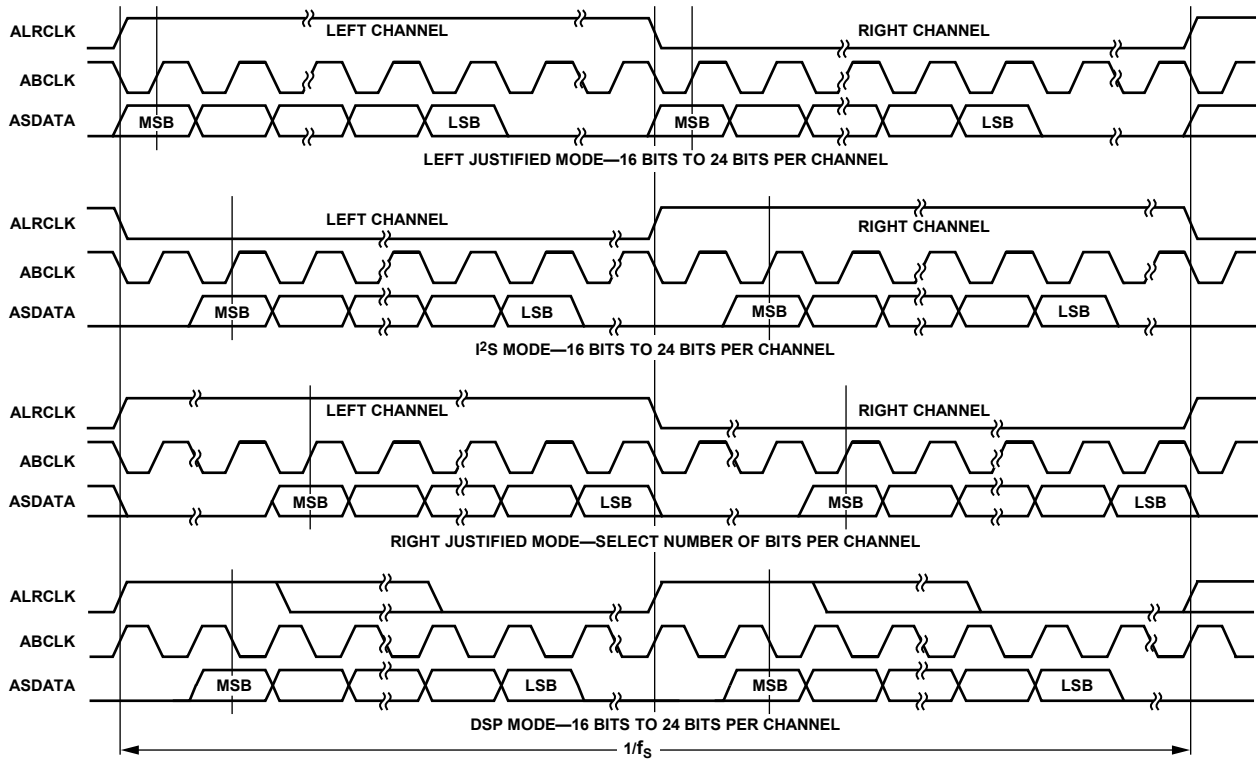 ALRCLK LEFT CHANNEL RIGHT CHANNEL
ABCLK
ASDATA MSB LSB MSB LSB
LEFT JUSTIFIED MODE—16 BITS TO 24 BITS PER CHANNEL
ALRCLK LEFT CHANNEL RIGHT CHANNEL
ABCLK
ASDATA MSB LSB MSB LSB
I²S MODE—16 BITS TO 24 BITS PER CHANNEL
ALRCLK LEFT CHANNEL RIGHT CHANNEL
ABCLK
ASDATA MSB LSB MSB LSB
RIGHT JUSTIFIED MODE—SELECT NUMBER OF BITS PER CHANNEL
ALRCLK
ABCLK
ASDATA MSB LSB MSB LSB
DSP MODE—16 BITS TO 24 BITS PER CHANNEL
1/fS